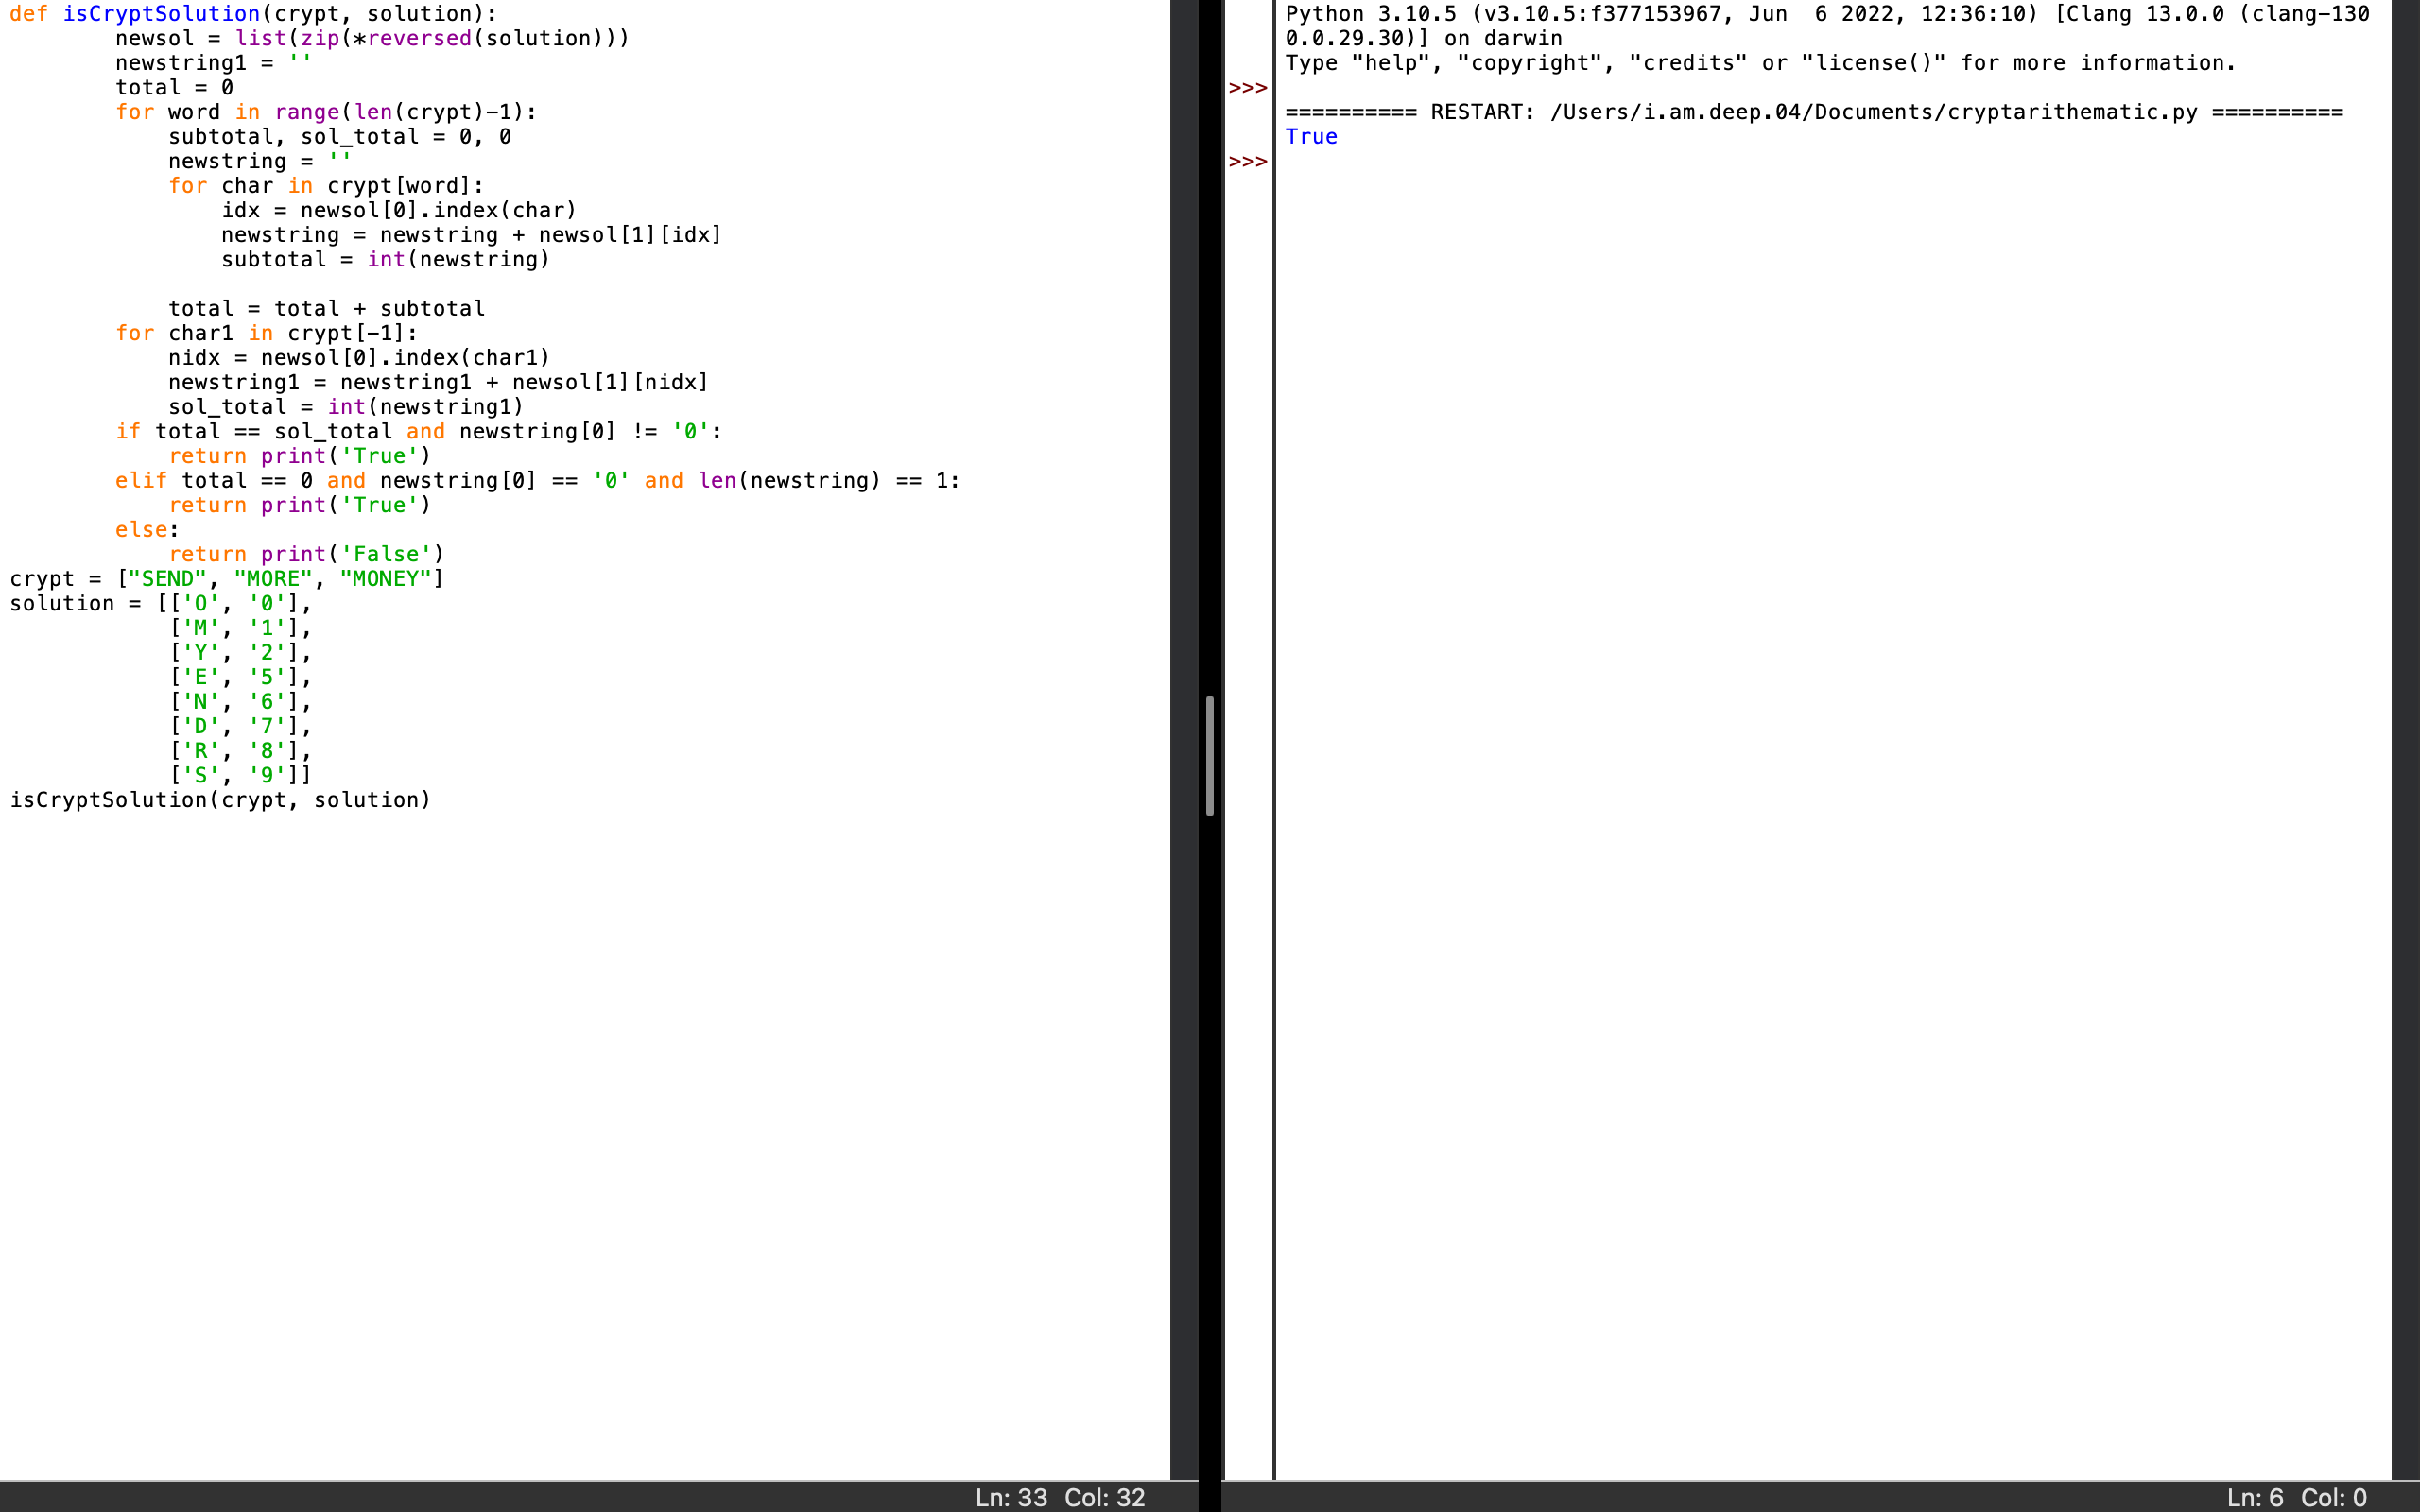 def isCryptSolution(crypt, solution):
        newsol = list(zip(*reversed(solution)))
        newstring1 = ''
        total = 0
        for word in range(len(crypt)-1):
            subtotal, sol_total = 0, 0
            newstring = ''
            for char in crypt[word]:
                idx = newsol[0].index(char)
                newstring = newstring + newsol[1][idx]
                subtotal = int(newstring)

            total = total + subtotal
        for char1 in crypt[-1]:
            nidx = newsol[0].index(char1)
            newstring1 = newstring1 + newsol[1][nidx]
            sol_total = int(newstring1)
        if total == sol_total and newstring[0] != '0':
            return print('True')
        elif total == 0 and newstring[0] == '0' and len(newstring) == 1:
            return print('True')
        else:
            return print('False')
crypt = ["SEND", "MORE", "MONEY"]
solution = [['O', '0'],
            ['M', '1'],
            ['Y', '2'],
            ['E', '5'],
            ['N', '6'],
            ['D', '7'],
            ['R', '8'],
            ['S', '9']]
isCryptSolution(crypt, solution)
Ln: 33 Col: 32
Python 3.10.5 (v3.10.5:f377153967, Jun  6 2022, 12:36:10) [Clang 13.0.0 (clang-130
0.0.29.30)] on darwin
Type "help", "copyright", "credits" or "license()" for more information.
>>>
========== RESTART: /Users/i.am.deep.04/Documents/cryptarithematic.py ==========
True
>>>
Ln: 6 Col: 0